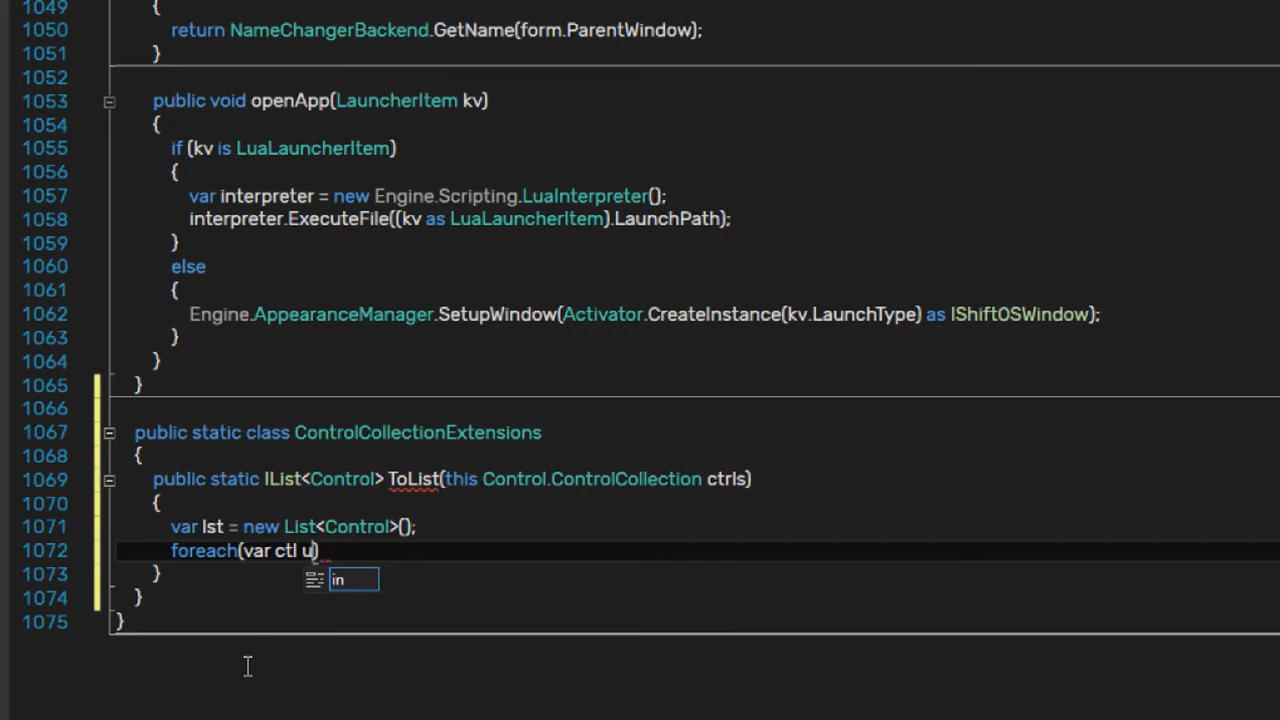 1049 {
1050 return NameChangerBackend.GetName(form.ParentWindow);
1051 }
1052
1053 public void openApp(LauncherItem kv)
1054 {
1055 if (kv is LuaLauncherItem)
1056 {
1057 var interpreter = new Engine.Scripting.LuaInterpreter();
1058 interpreter.ExecuteFile((kv as LuaLauncherItem).LaunchPath);
1059 }
1060 else
1061 {
1062 Engine.AppearanceManager.SetupWindow(Activator.CreateInstance(kv.LaunchType) as IShiftOSWindow);
1063 }
1064 }
1065 }
1066
1067 public static class ControlCollectionExtensions
1068 {
1069 public static IList<Control> ToList(this Control.ControlCollection ctrls)
1070 {
1071 var lst = new List<Control>();
1072 foreach(var ctl u)
in
1073 }
1074 }
1075 }